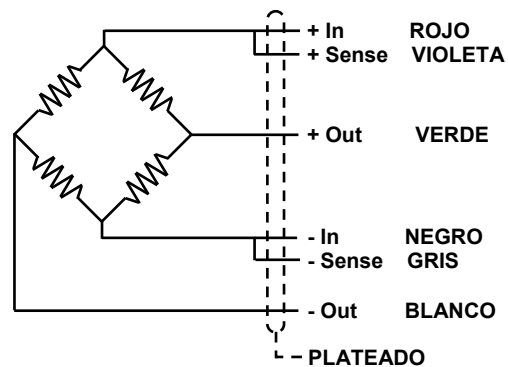 + In ROJO
+ Sense VIOLETA
+ Out VERDE
- In NEGRO
- Sense GRIS
- Out BLANCO
PLATEADO